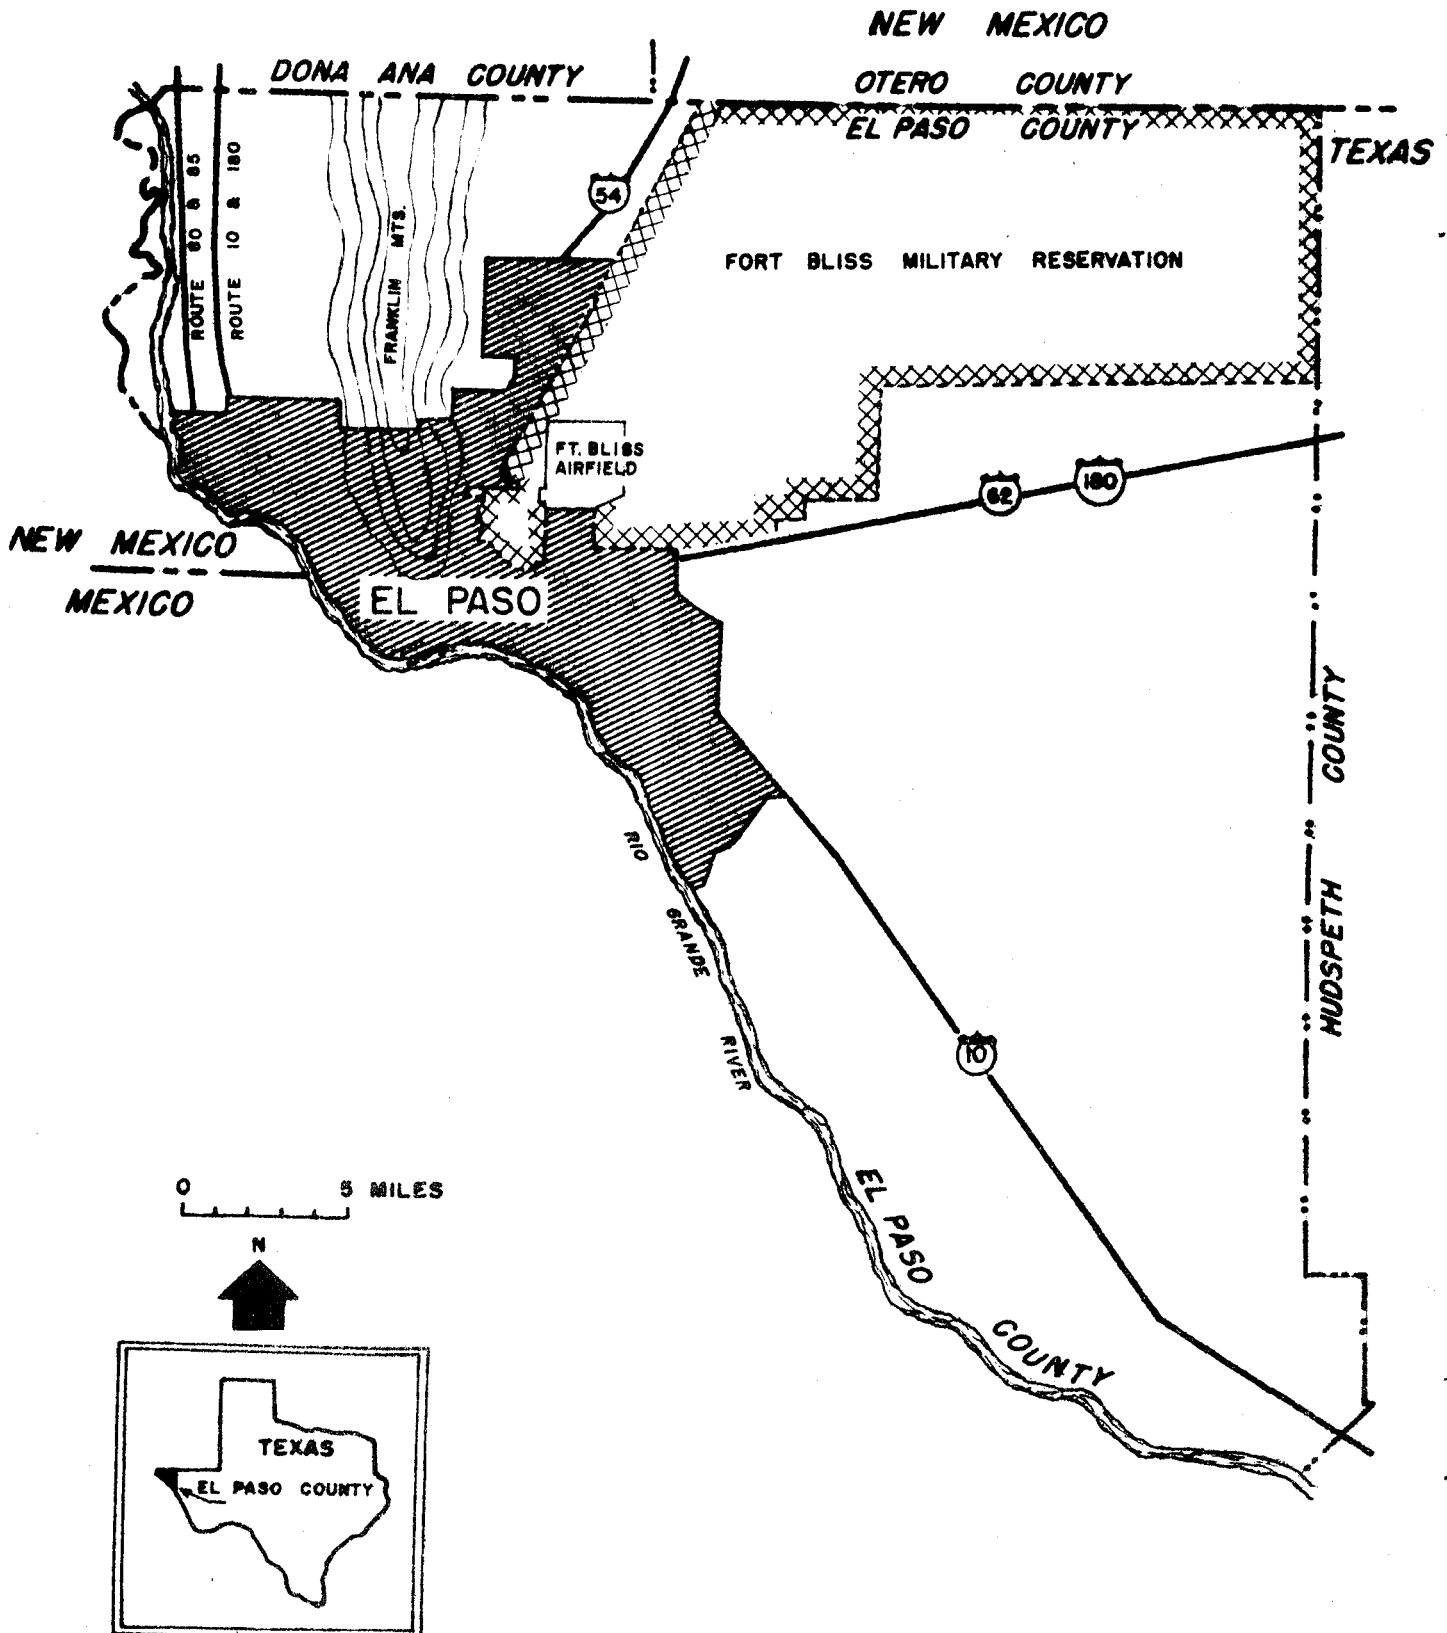 NEW MEXICO
DONA ANA COUNTY
OTERO COUNTY
EL PASO COUNTY
TEXAS
ROUTE 80 & 85
ROUTE 10 & 180
FRANKLIN MTS.
54
FORT BLISS MILITARY RESERVATION
FT. BLISS
AIRFIELD
62
180
NEW MEXICO
MEXICO
EL PASO
HUDSPETH COUNTY
RIO GRANDE RIVER
10
EL PASO COUNTY
0 5 MILES
N
TEXAS
EL PASO COUNTY